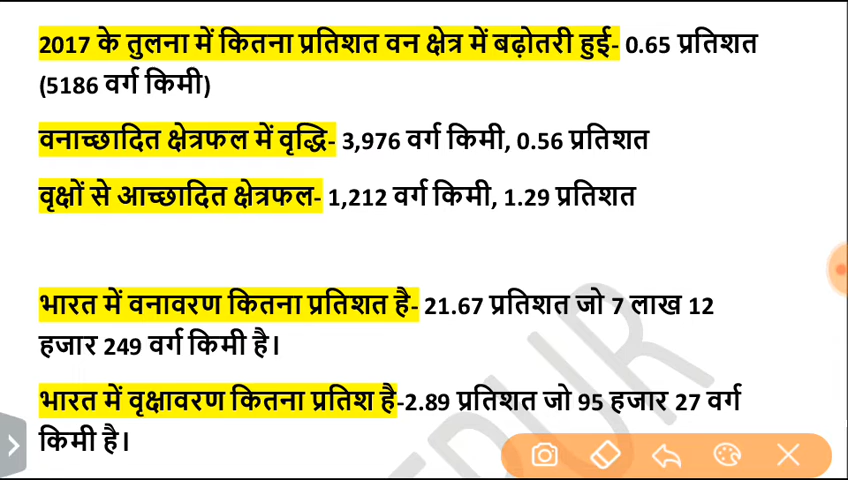 2017 के तुलना में कितना प्रतिशत वन क्षेत्र में बढ़ोतरी हुई- 0.65 प्रतिशत
(5186 वर्ग किमी)
वनाच्छादित क्षेत्रफल में वृद्धि- 3,976 वर्ग किमी, 0.56 प्रतिशत
वृक्षों से आच्छादित क्षेत्रफल- 1,212 वर्ग किमी, 1.29 प्रतिशत
भारत में वनावरण कितना प्रतिशत है- 21.67 प्रतिशत जो 7 लाख 12
हजार 249 वर्ग किमी है।
भारत में वृक्षावरण कितना प्रतिश है-2.89 प्रतिशत जो 95 हजार 27 वर्ग
किमी है।